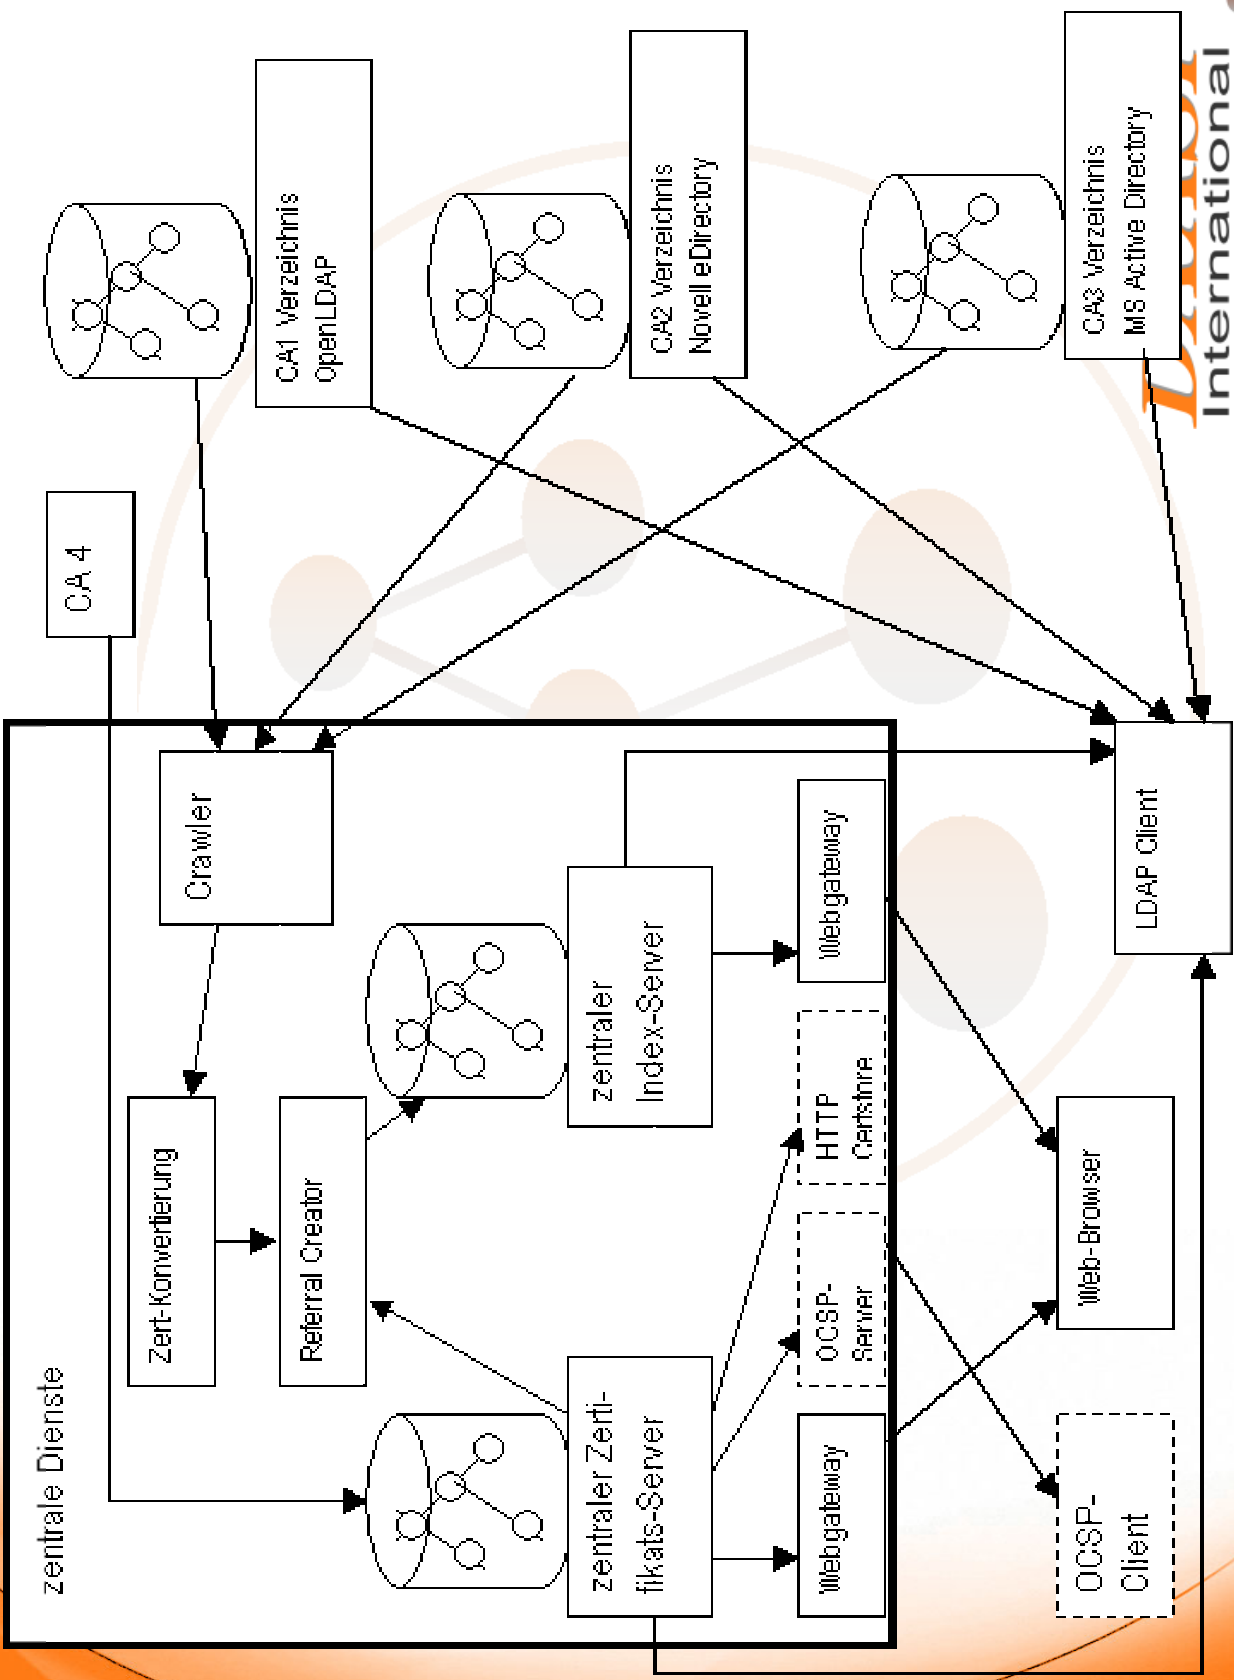 zentrale Dienste
CA 4
CA1 Verzeichnis
OpenLDAP
CA2 Verzeichnis
Novell eDirectory
CA3 Verzeichnis
MS Active Directory
Crawler
Zert-Konvertierung
Referral Creator
zentraler Zerti-
fikats-Server
zentraler
Index-Server
Webgateway
OCSP-
Server
HTTP
Certstore
Webgateway
OCSP-
Client
Web-Browser
LDAP Client
International